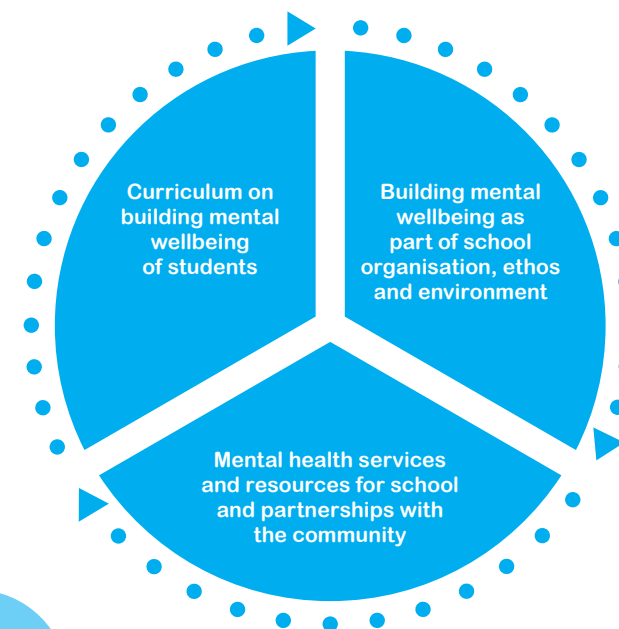 Curriculum on
building mental
wellbeing
of students
Building mental
wellbeing as
part of school
organisation, ethos
and environment
Mental health services
and resources for school
and partnerships with
the community